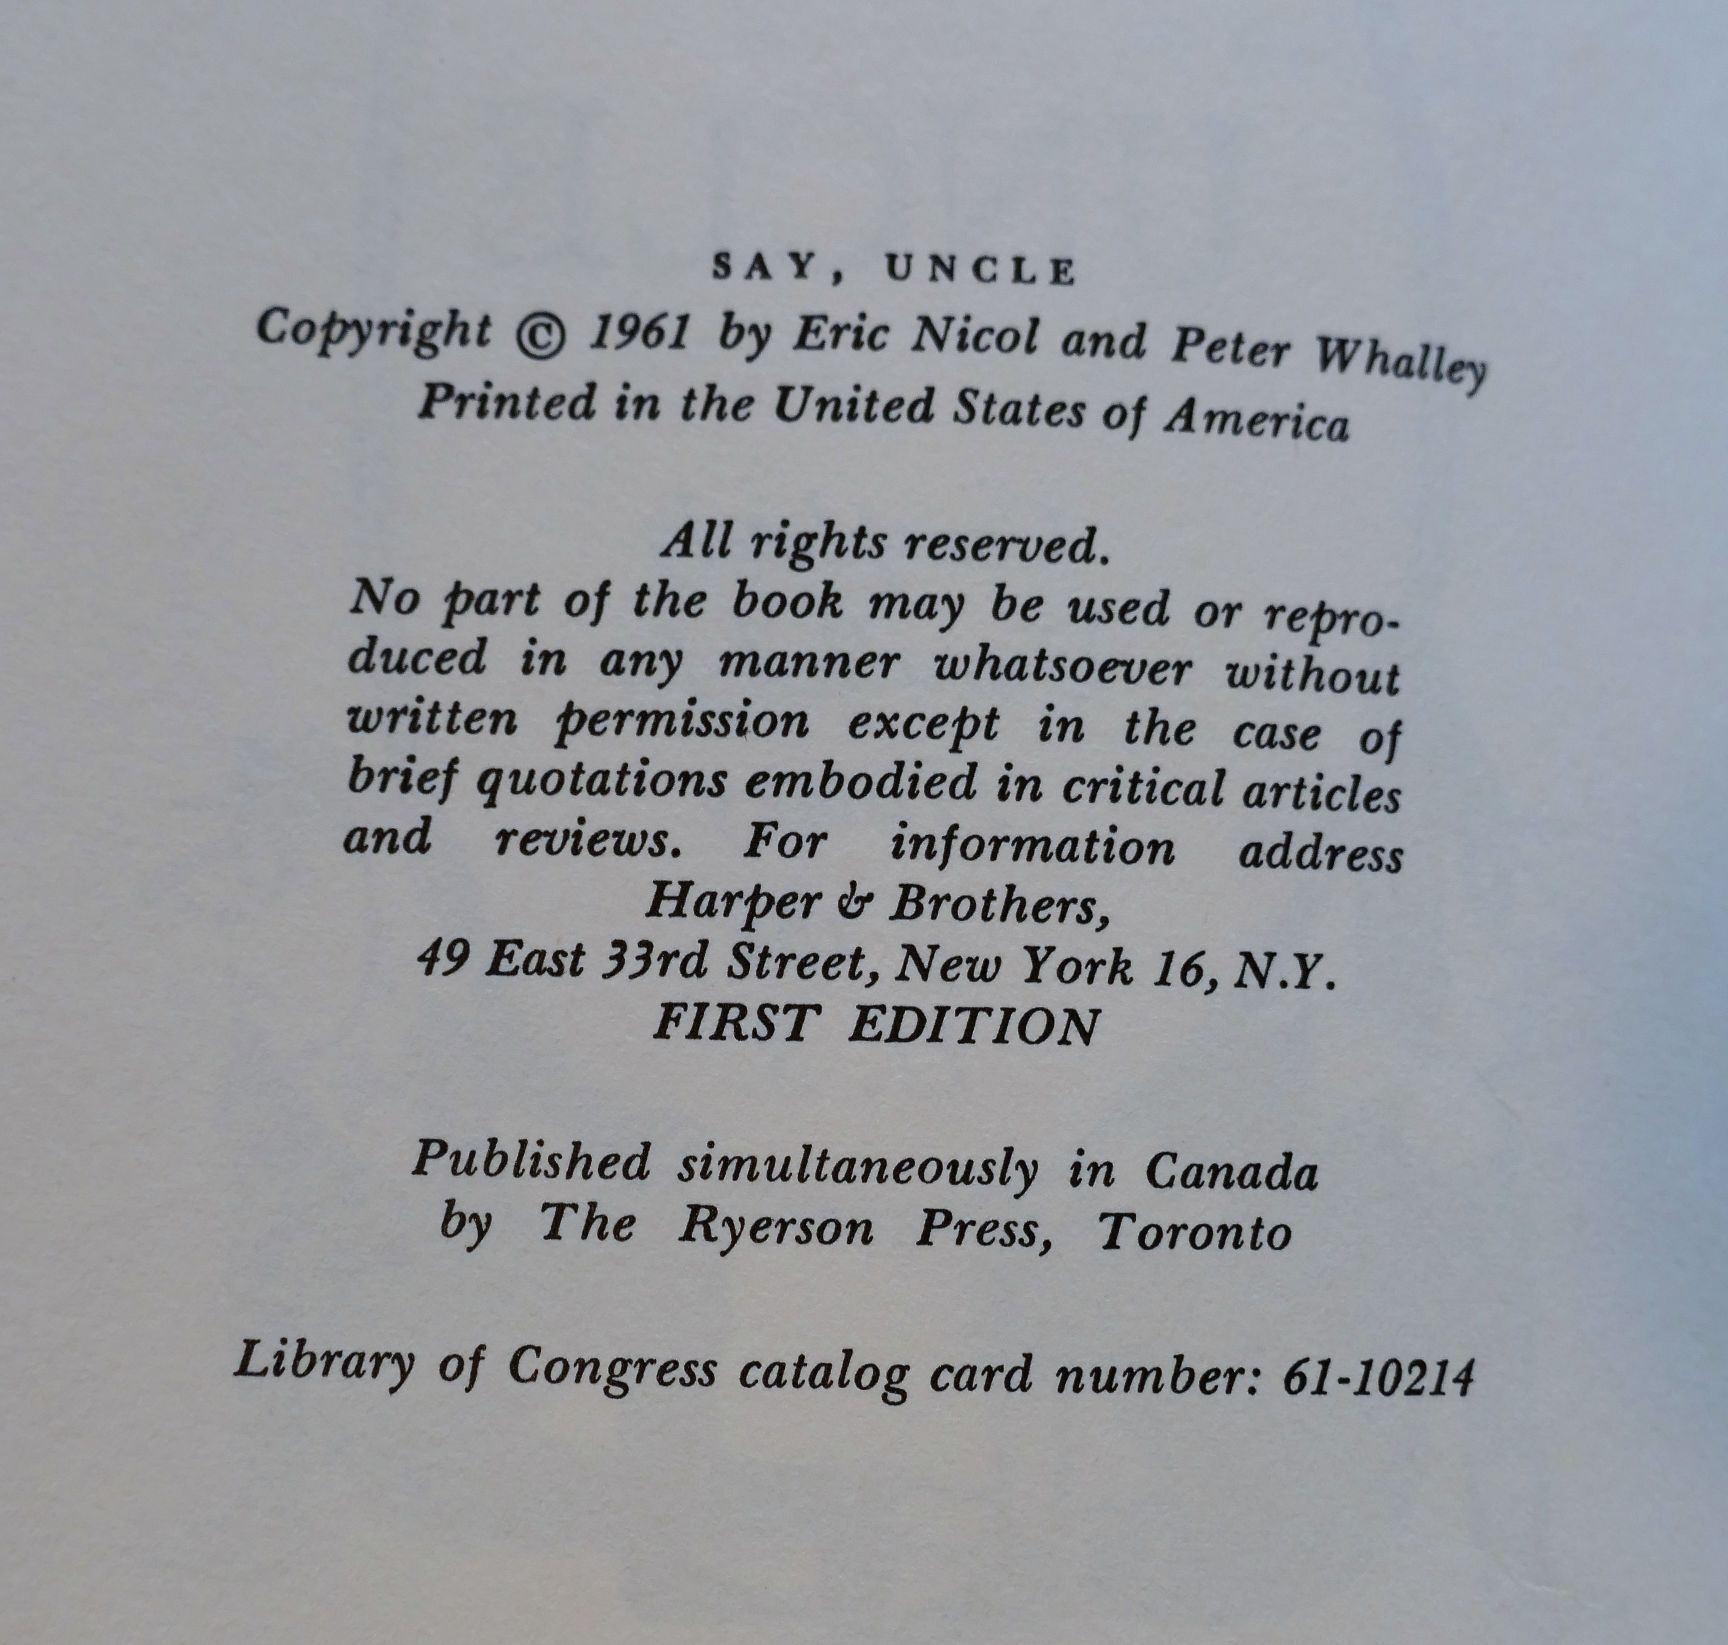 SAY, UNCLE
Copyright © 1961 by Eric Nicol and Peter Whalley
Printed in the United States of America
All rights reserved.
No part of the book may be used or repro-
duced in any manner whatsoever without
written permission except in the case of
brief quotations embodied in critical articles
and reviews. For information address
Harper & Brothers,
49 East 33rd Street, New York 16, N.Y.
FIRST EDITION
Published simultaneously in Canada
by The Ryerson Press, Toronto
Library of Congress catalog card number: 61-10214